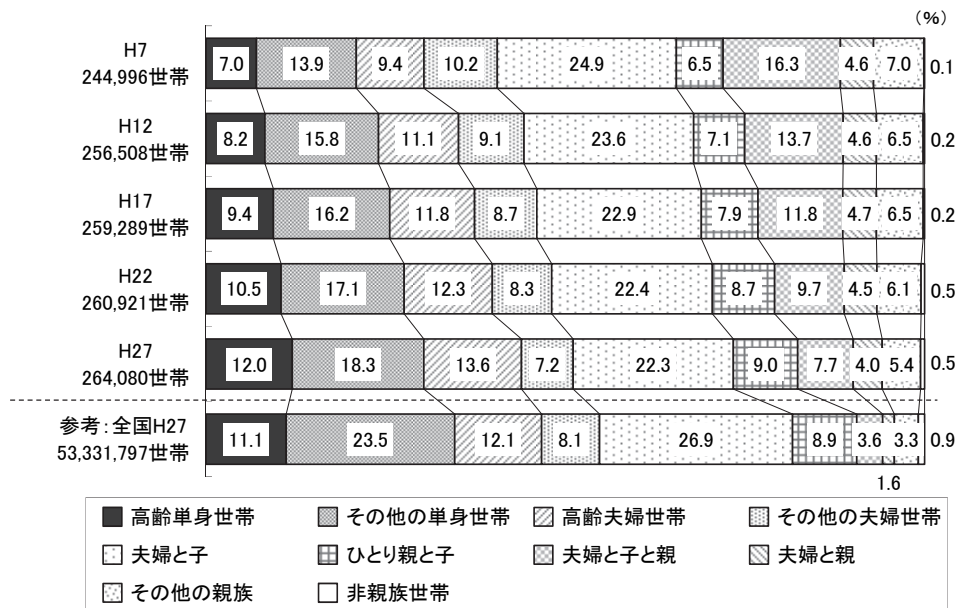 （%）
H7
244,996世帯
7.0 13.9 9.4 10.2 24.9 6.5 16.3 4.6 7.0 0.1
H12
256,508世帯
8.2 15.8 11.1 9.1 23.6 7.1 13.7 4.6 6.5 0.2
H17
259,289世帯
9.4 16.2 11.8 8.7 22.9 7.9 11.8 4.7 6.5 0.2
H22
260,921世帯
10.5 17.1 12.3 8.3 22.4 8.7 9.7 4.5 6.1 0.5
H27
264,080世帯
12.0 18.3 13.6 7.2 22.3 9.0 7.7 4.0 5.4 0.5
参考：全国H27
53,331,797世帯
11.1 23.5 12.1 8.1 26.9 8.9 3.6 3.3 0.9
1.6
高齢単身世帯 その他の単身世帯 高齢夫婦世帯 その他の夫婦世帯
夫婦と子 ひとり親と子 夫婦と子と親 夫婦と親
その他の親族 非親族世帯